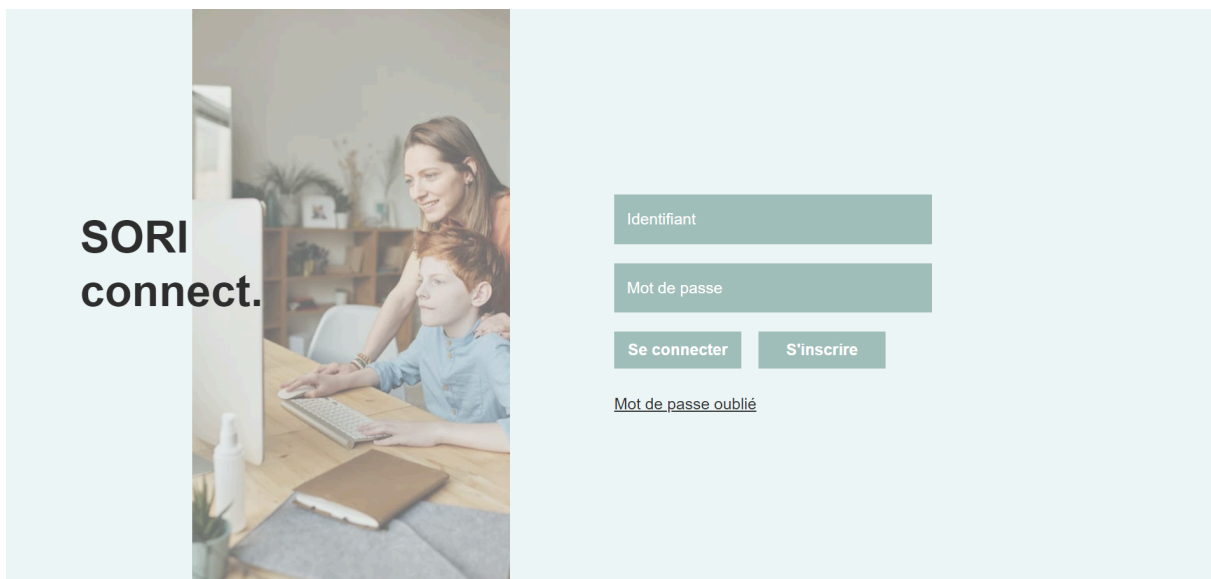 SORI
connect.
Identifiant
Mot de passe
Se connecter
S'inscrire
Mot de passe oublié